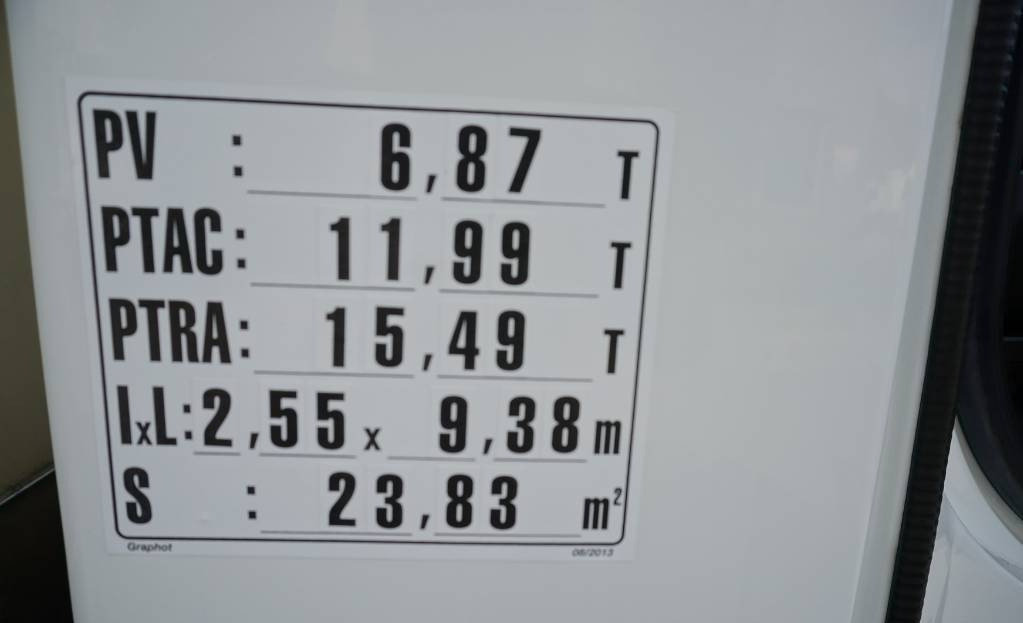 PV : 6,87 T
PTAC: 11,99 T
PTRA: 15,49 T
lxL: 2,55 x 9,38 m
S : 23,83 m²
Graphot 06/2013